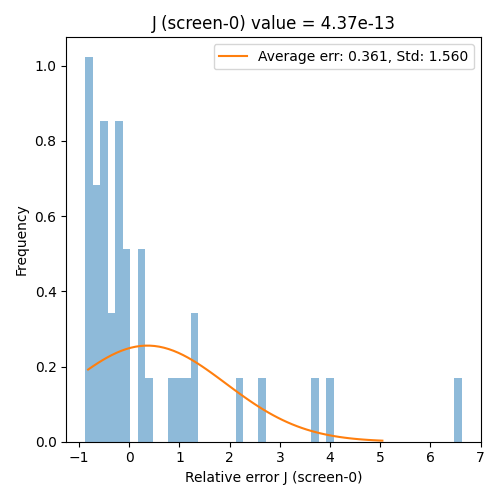 J (screen-0) value = 4.37e-13
Average err: 0.361, Std: 1.560
1.0
0.8
0.6
0.4
0.2
0.0
Frequency
−1 0 1 2 3 4 5 6 7
Relative error J (screen-0)